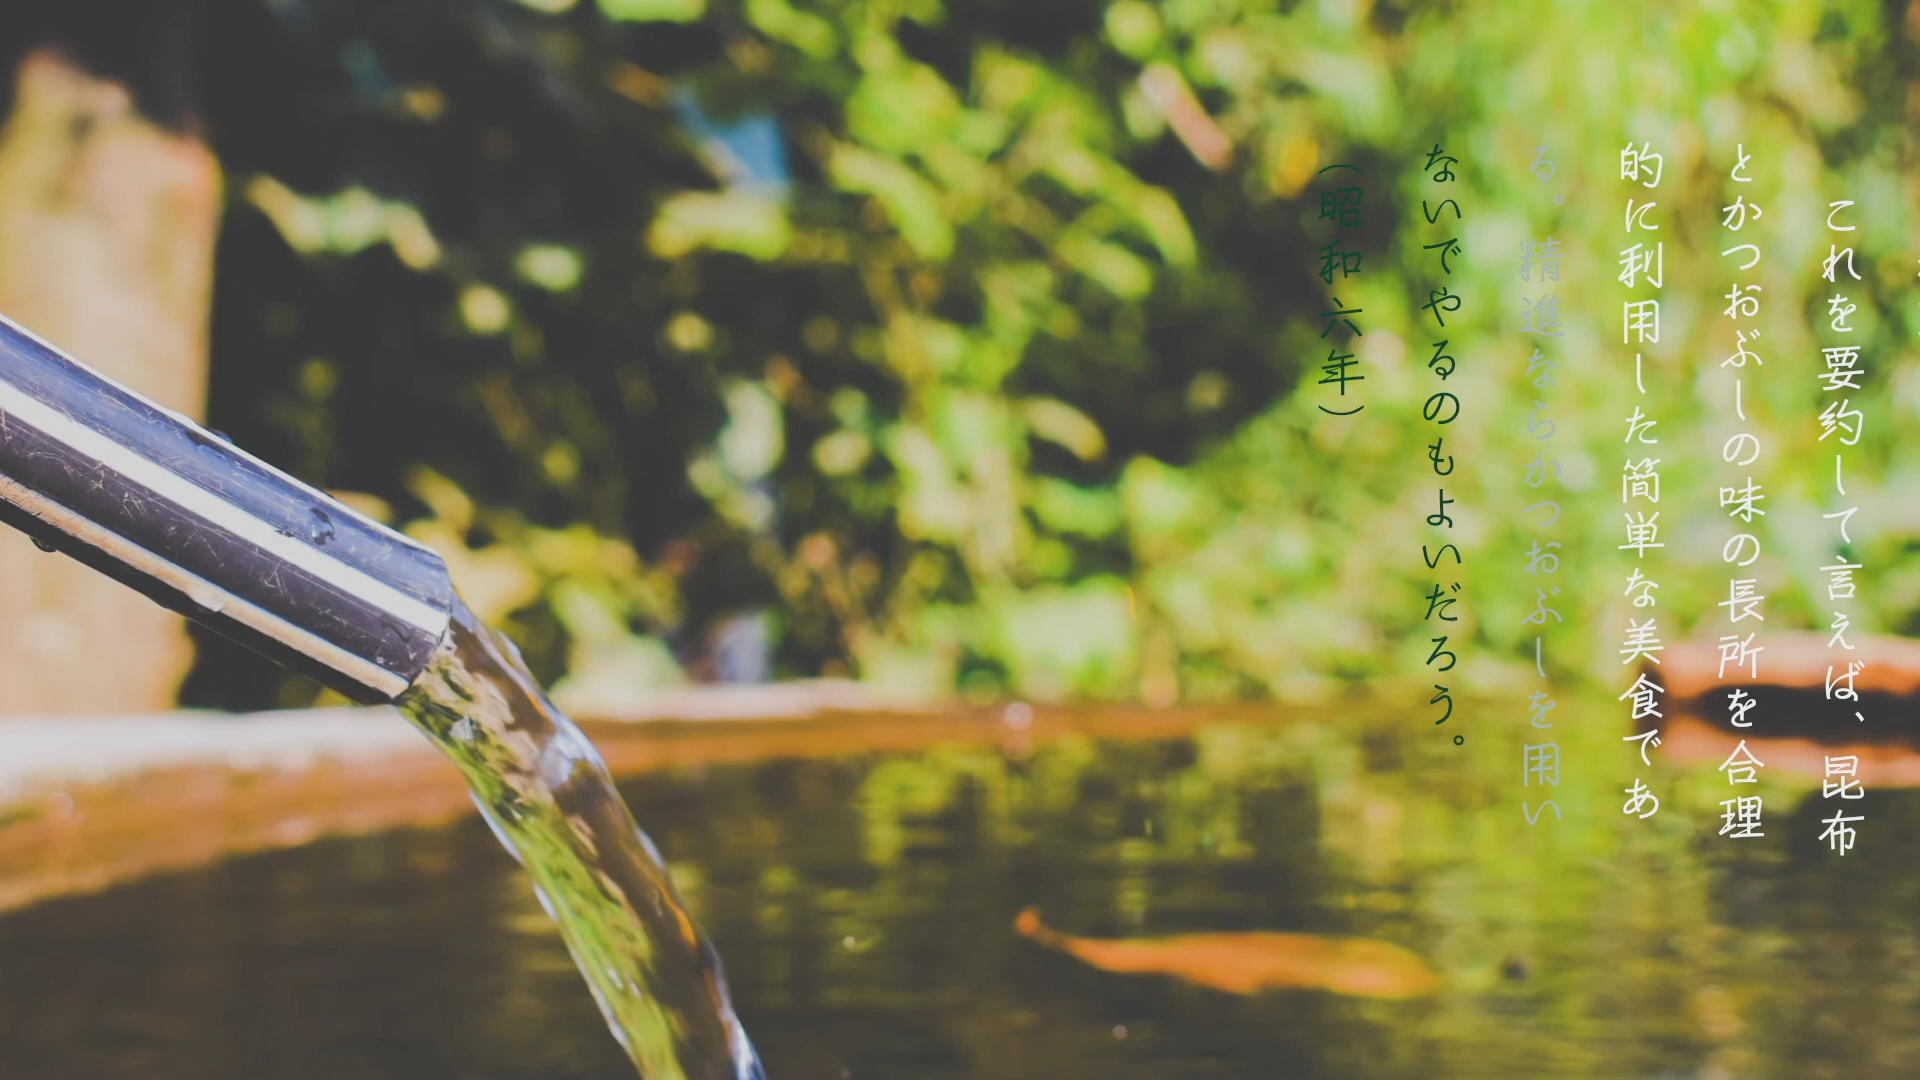 これを要約して言えば、昆布
とかつおぶしの味の長所を合理
的に利用した簡単な美食であ
る。精進ならかつおぶしを用い
ないでやるのもよいだろう。
（昭和六年）